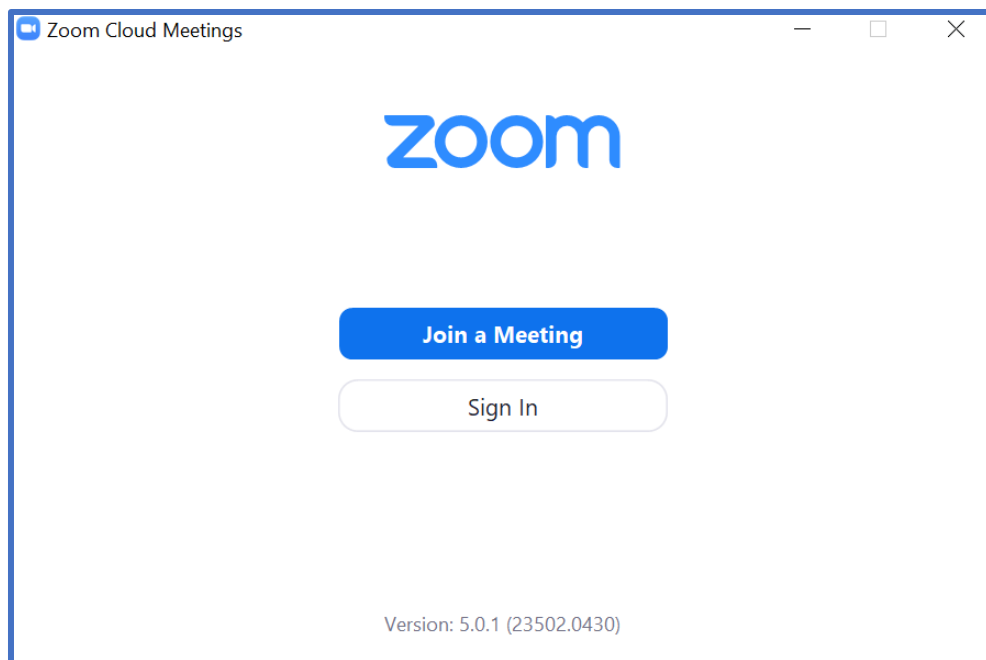 Zoom Cloud Meetings
zoom
Join a Meeting
Sign In
Version: 5.0.1 (23502.0430)